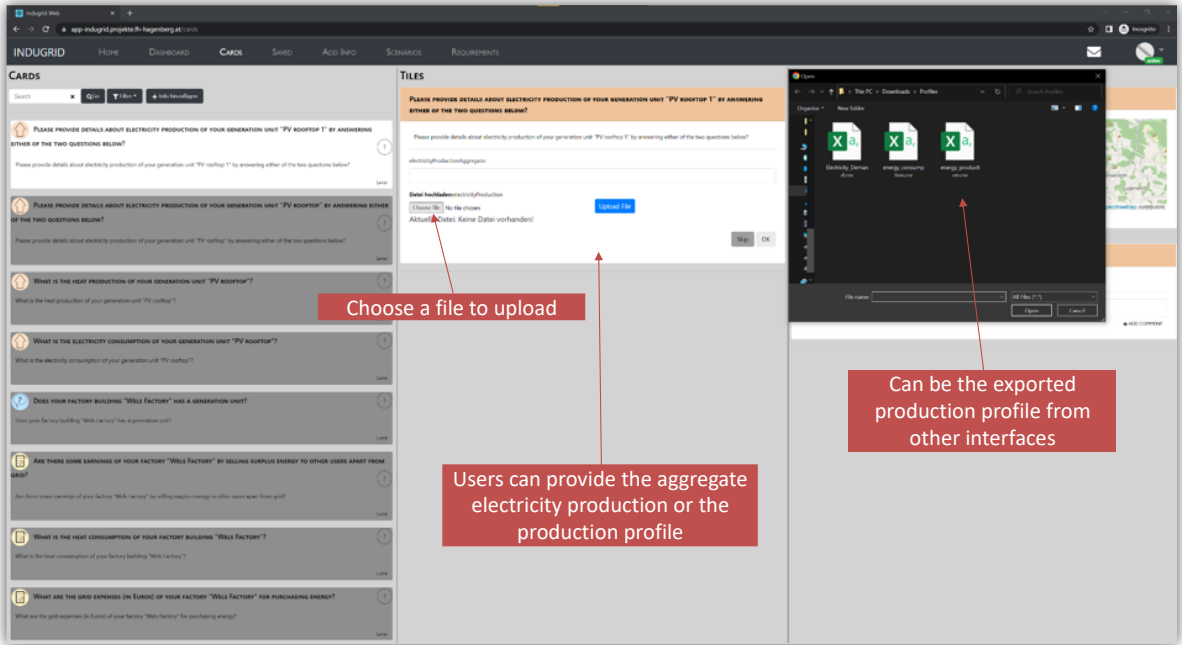 Indugrid Web
app-indugrid.projekte.fh-hagenberg.at/cards
Incognito
INDUGRID Home Dashboard Cards Saved Add Info Scenarios Requirements
active
Cards
Search Go Filter + Info hinzufügen
Please provide details about electricity production of your generation unit "PV rooftop 1" by answering
either of the two questions below?
Please provide details about electricity production of your generation unit "PV rooftop 1" by answering either of the two questions below?
Please provide details about electricity production of your generation unit "PV rooftop" by answering either
of the two questions below?
Please provide details about electricity production of your generation unit "PV rooftop" by answering either of the two questions below?
What is the heat production of your generation unit "PV rooftop"?
What is the heat production of your generation unit "PV rooftop"?
What is the electricity consumption of your generation unit "PV rooftop"?
What is the electricity consumption of your generation unit "PV rooftop"?
Does your factory building "Wels Factory" has a generation unit?
Does your factory building "Wels Factory" has a generation unit?
Are there some earnings of your factory "Wels Factory" by selling surplus energy to other users apart from
grid?
Are there some earnings of your factory "Wels Factory" by selling surplus energy to other users apart from grid?
What is the heat consumption of your factory building "Wels Factory"?
What is the heat consumption of your factory building "Wels Factory"?
What are the grid expenses (in Euros) of your factory "Wels Factory" for purchasing energy?
What are the grid expenses (in Euros) of your factory "Wels Factory" for purchasing energy?
Tiles
Please provide details about electricity production of your generation unit "PV rooftop 1" by answering
either of the two questions below?
Please provide details about electricity production of your generation unit "PV rooftop 1" by answering either of the two questions below?
electricityProductionAggregate
Datei hochladen:electricityProduction
Choose file No file chosen
Upload File
Aktuelle Datei: Keine Datei vorhanden!
Skip OK
Choose a file to upload
Users can provide the aggregate
electricity production or the
production profile
Open
This PC > Downloads > Profiles
Search Profiles
Organise New folder
File name: All Files (*.*)
Open Cancel
+ ADD COMMENT
Can be the exported
production profile from
other interfaces